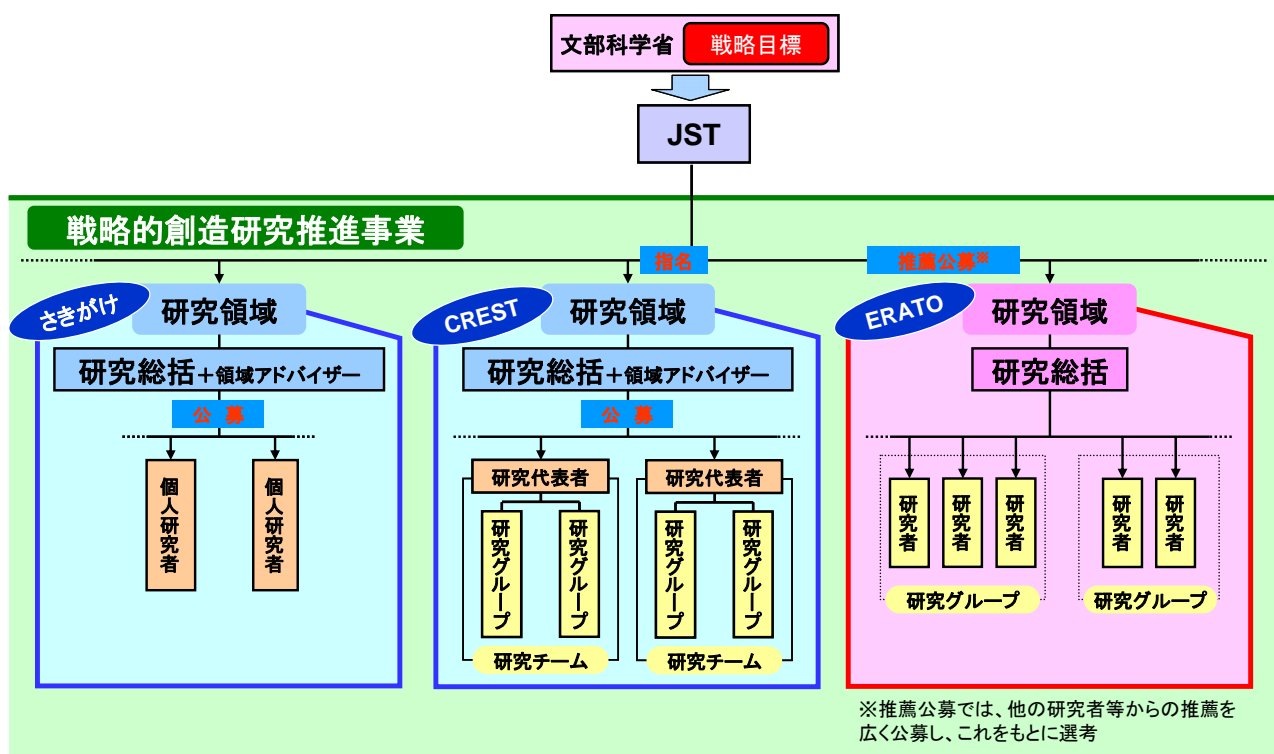 文部科学省 戦略目標
JST
戦略的創造研究推進事業
指名
推薦公募※
さきがけ
研究領域
研究総括+領域アドバイザー
公 募
個人研究者
個人研究者
CREST
研究領域
研究総括+領域アドバイザー
公 募
研究代表者
研究グループ
研究グループ
研究チーム
研究代表者
研究グループ
研究グループ
研究チーム
ERATO
研究領域
研究総括
研究者
研究者
研究者
研究グループ
研究者
研究者
研究グループ
※推薦公募では、他の研究者等からの推薦を
広く公募し、これをもとに選考